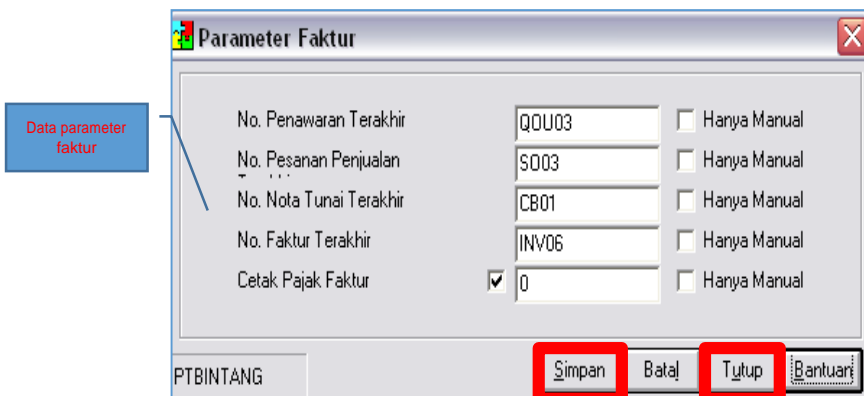 Parameter Faktur
Data parameter
faktur
No. Penawaran Terakhir
QOU03
Hanya Manual
No. Pesanan Penjualan
SO03
Hanya Manual
No. Nota Tunai Terakhir
CB01
Hanya Manual
No. Faktur Terakhir
INV06
Hanya Manual
Cetak Pajak Faktur
0
Hanya Manual
PTBINTANG
Simpan
Batal
Tutup
Bantuan